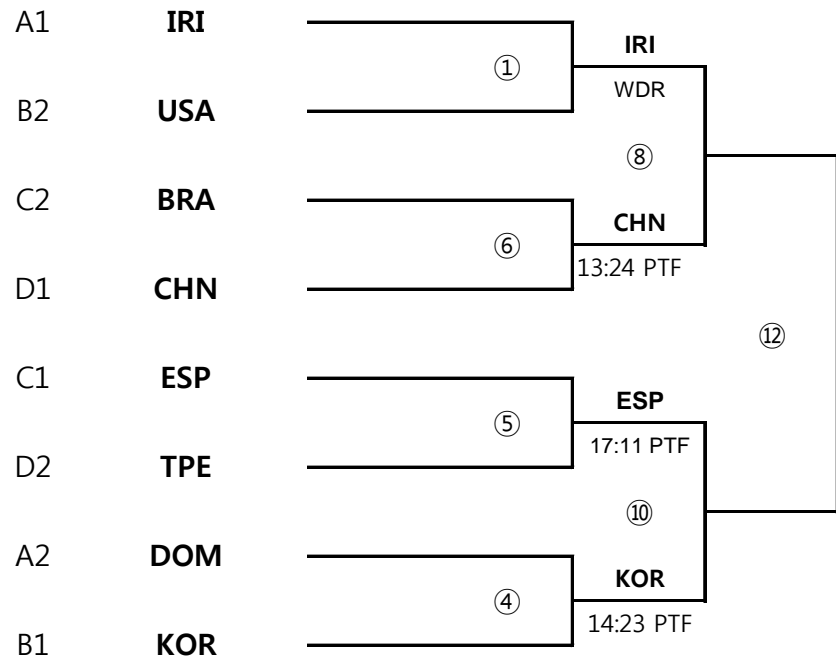 A1 IRI
IRI
①
WDR
B2 USA
⑧
C2 BRA
CHN
⑥
13:24 PTF
D1 CHN
⑫
C1 ESP
ESP
⑤
17:11 PTF
D2 TPE
⑩
A2 DOM
KOR
④
14:23 PTF
B1 KOR